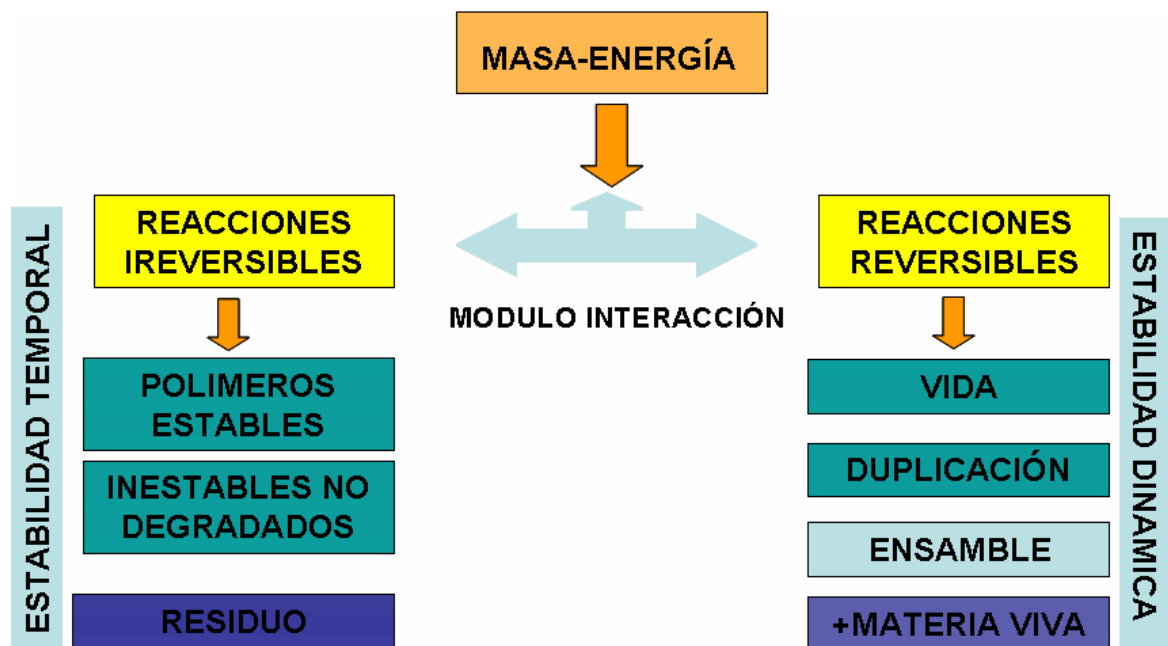 MASA-ENERGÍA
ESTABILIDAD TEMPORAL
REACCIONES
IREVERSIBLES
POLIMEROS
ESTABLES
INESTABLES NO
DEGRADADOS
RESIDUO
MODULO INTERACCIÓN
REACCIONES
REVERSIBLES
VIDA
DUPLICACIÓN
ENSAMBLE
+MATERIA VIVA
ESTABILIDAD DINAMICA